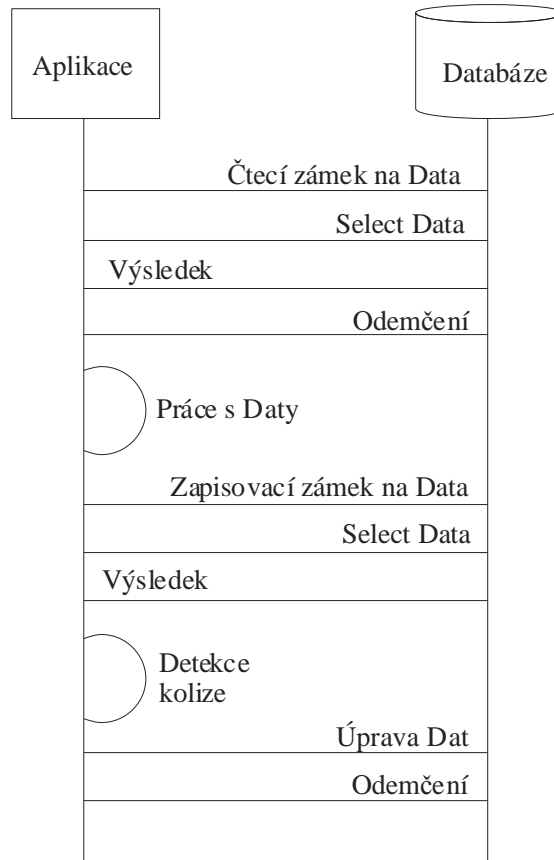 Aplikace
Databáze
Čtecí zámek na Data
Select Data
Výsledek
Odemčení
Práce s Daty
Zapisovací zámek na Data
Select Data
Výsledek
Detekce
kolize
Úprava Dat
Odemčení